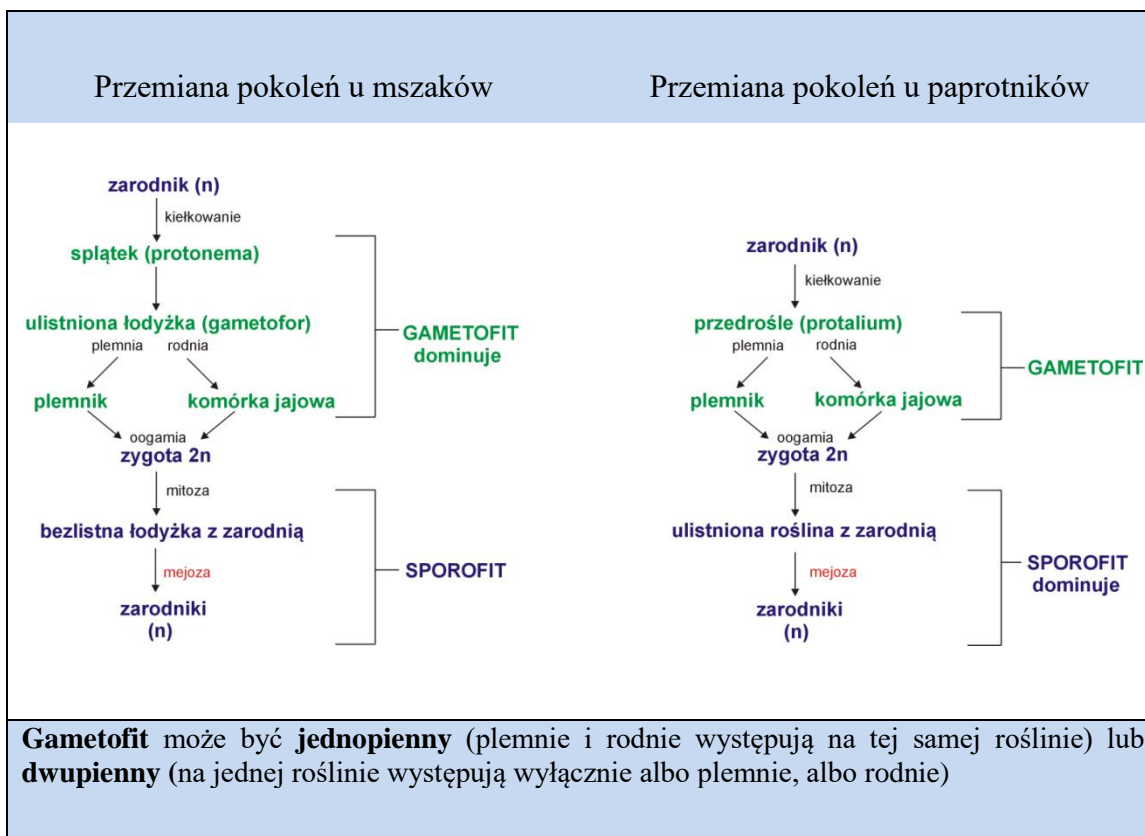 Przemiana pokoleń u mszaków
Przemiana pokoleń u paprotników
zarodnik (n)
kiełkowanie
splątek (protonema)
ulistniona łodyżka (gametofor)
plemnia rodnia
plemnik komórka jajowa
oogamia
zygota 2n
mitoza
bezlistna łodyżka z zarodnią
mejoza
zarodniki
(n)
GAMETOFIT
dominuje
SPOROFIT
zarodnik (n)
kiełkowanie
przedrośle (protalium)
plemnia rodnia
plemnik komórka jajowa
oogamia
zygota 2n
mitoza
ulistniona roślina z zarodnią
mejoza
zarodniki
(n)
GAMETOFIT
SPOROFIT
dominuje
Gametofit może być jednopienny (plemnie i rodnie występują na tej samej roślinie) lub
dwupienny (na jednej roślinie występują wyłącznie albo plemnie, albo rodnie)